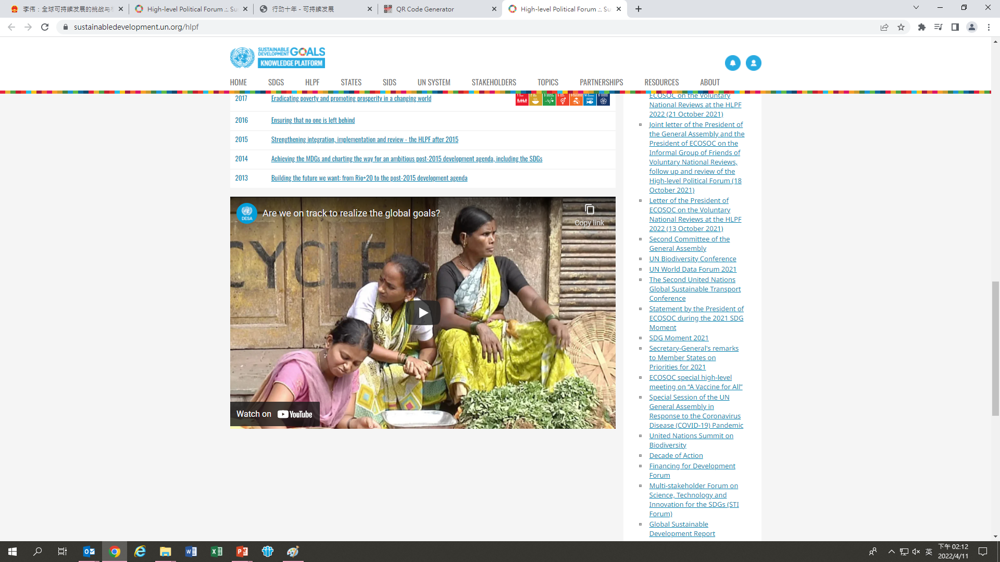 李伟：全球可持续发展的挑战与
High-level Political Forum .:. Su
行动十年 - 可持续发展
QR Code Generator
High-level Political Forum .:. Su
sustainabledevelopment.un.org/hlpf
SUSTAINABLE
DEVELOPMENT GOALS
KNOWLEDGE PLATFORM
HOME SDGS HLPF STATES SIDS UN SYSTEM STAKEHOLDERS TOPICS PARTNERSHIPS RESOURCES ABOUT
2017 Eradicating poverty and promoting prosperity in a changing world
2016 Ensuring that no one is left behind
2015 Strengthening integration, implementation and review - the HLPF after 2015
2014 Achieving the MDGs and charting the way for an ambitious post-2015 development agenda, including the SDGs
2013 Building the future we want: from Rio+20 to the post-2015 development agenda
DESA
Are we on track to realize the global goals?
Copy link
CYCLE
Watch on YouTube
ECOSOC on the Voluntary
National Reviews at the HLPF
2022 (21 October 2021)
Joint letter of the President of
the General Assembly and the
President of ECOSOC on the
Informal Group of Friends of
Voluntary National Reviews,
follow up and review of the
High-level Political Forum (18
October 2021)
Letter of the President of
ECOSOC on the Voluntary
National Reviews at the HLPF
2022 (13 October 2021)
Second Committee of the
General Assembly
UN Biodiversity Conference
UN World Data Forum 2021
The Second United Nations
Global Sustainable Transport
Conference
Statement by the President of
ECOSOC during the 2021 SDG
Moment
SDG Moment 2021
Secretary-General's remarks
to Member States on
Priorities for 2021
ECOSOC special high-level
meeting on “A Vaccine for All”
Special Session of the UN
General Assembly in
Response to the Coronavirus
Disease (COVID-19) Pandemic
United Nations Summit on
Biodiversity
Decade of Action
Financing for Development
Forum
Multi-stakeholder Forum on
Science, Technology and
Innovation for the SDGs (STI
Forum)
Global Sustainable
Development Report
英
下午 02:12
2022/4/11